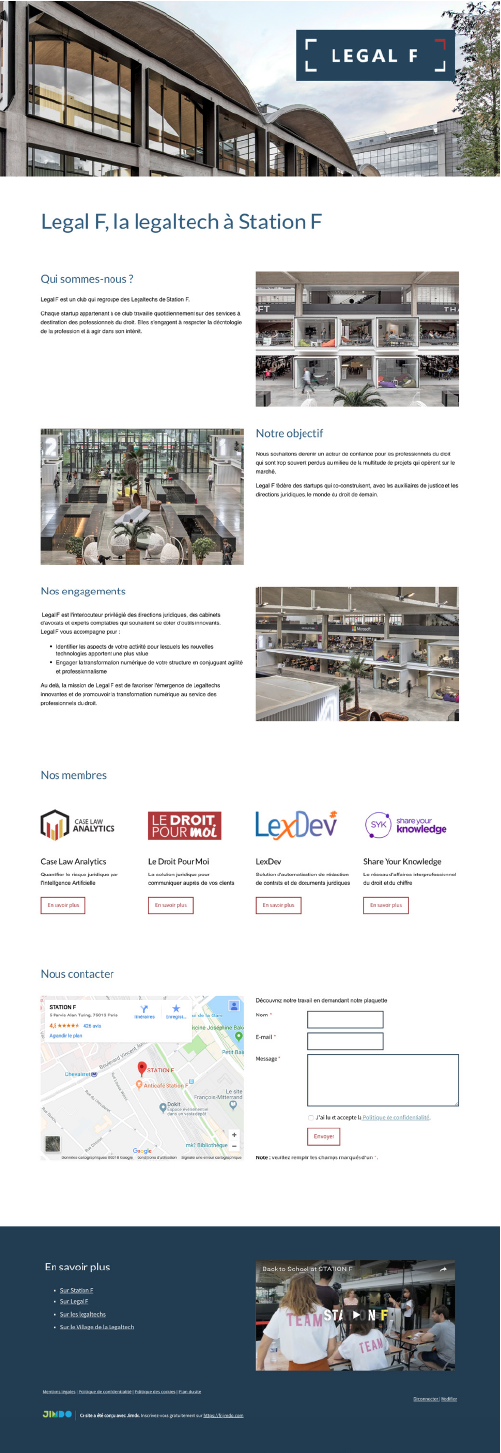 LEGAL F
Legal F, la legaltech à Station F
Qui sommes-nous ?
Legal F est un club qui regroupe des Legaltechs de Station F.
Chaque startup appartenant à ce club travaille quotidiennement sur des services à
destination des professionnels du droit. Elles s'engagent à respecter la déontologie
de la profession et à agir dans son intérêt.
Notre objectif
Nous souhaitons devenir un acteur de confiance pour les professionnels du droit
qui sont trop souvent perdus au milieu de la multitude de projets qui opèrent sur le
marché.
Legal F fédère des startups qui co-construisent, avec les auxiliaires de justice et les
directions juridiques, le monde du droit de demain.
Nos engagements
Legal F est l'interlocuteur privilégié des directions juridiques, des cabinets
d'avocats et experts comptables qui souhaitent se doter d'outils innovants.
Legal F vous accompagne pour :
Identifier les aspects de votre activité pour lesquels les nouvelles
technologies apportent une plus value
Engager la transformation numérique de votre structure en conjuguant agilité
et professionnalisme
Au delà, la mission de Legal F est de favoriser l'émergence de Legaltechs
innovantes et de promouvoir la transformation numérique au service des
professionnels du droit.
Microsoft
Nos membres
CASE LAW
ANALYTICS
LE DROIT
POUR moi
LexDev
SYK share your
knowledge
Case Law Analytics
Le Droit Pour Moi
LexDev
Share Your Knowledge
Quantifier le risque juridique par
l'Intelligence Artificielle
La solution juridique pour
communiquer auprès de vos clients
Solution d'automatisation de rédaction
de contrats et de documents juridiques
Le réseau d'affaires interprofessionnel
du droit et du chiffre
En savoir plus
En savoir plus
En savoir plus
En savoir plus
Nous contacter
STATION F
5 Parvis Alan Turing, 75013 Paris
Itinéraires
Enregist...
Agrandir le plan
STATION F
Anticafé Station F
Dokit
Le site
François-Mitterrand
Chevaleret
Google
Découvrez notre travail en demandant notre plaquette
Nom *
E-mail *
Message *
J'ai lu et accepte la Politique de confidentialité.
Envoyer
Note : veuillez remplir les champs marqués d'un *.
En savoir plus
Sur Station F
Sur Legal F
Sur les legaltechs
Sur le Village de la Legaltech
Back to School at STATION F
TEAM
TEAM
Mentions légales | Politique de confidentialité | Politique des cookies | Plan du site
Déconnecter | Modifier
JIMDO Ce site a été conçu avec Jimdo. Inscrivez-vous gratuitement sur https://fr.jimdo.com